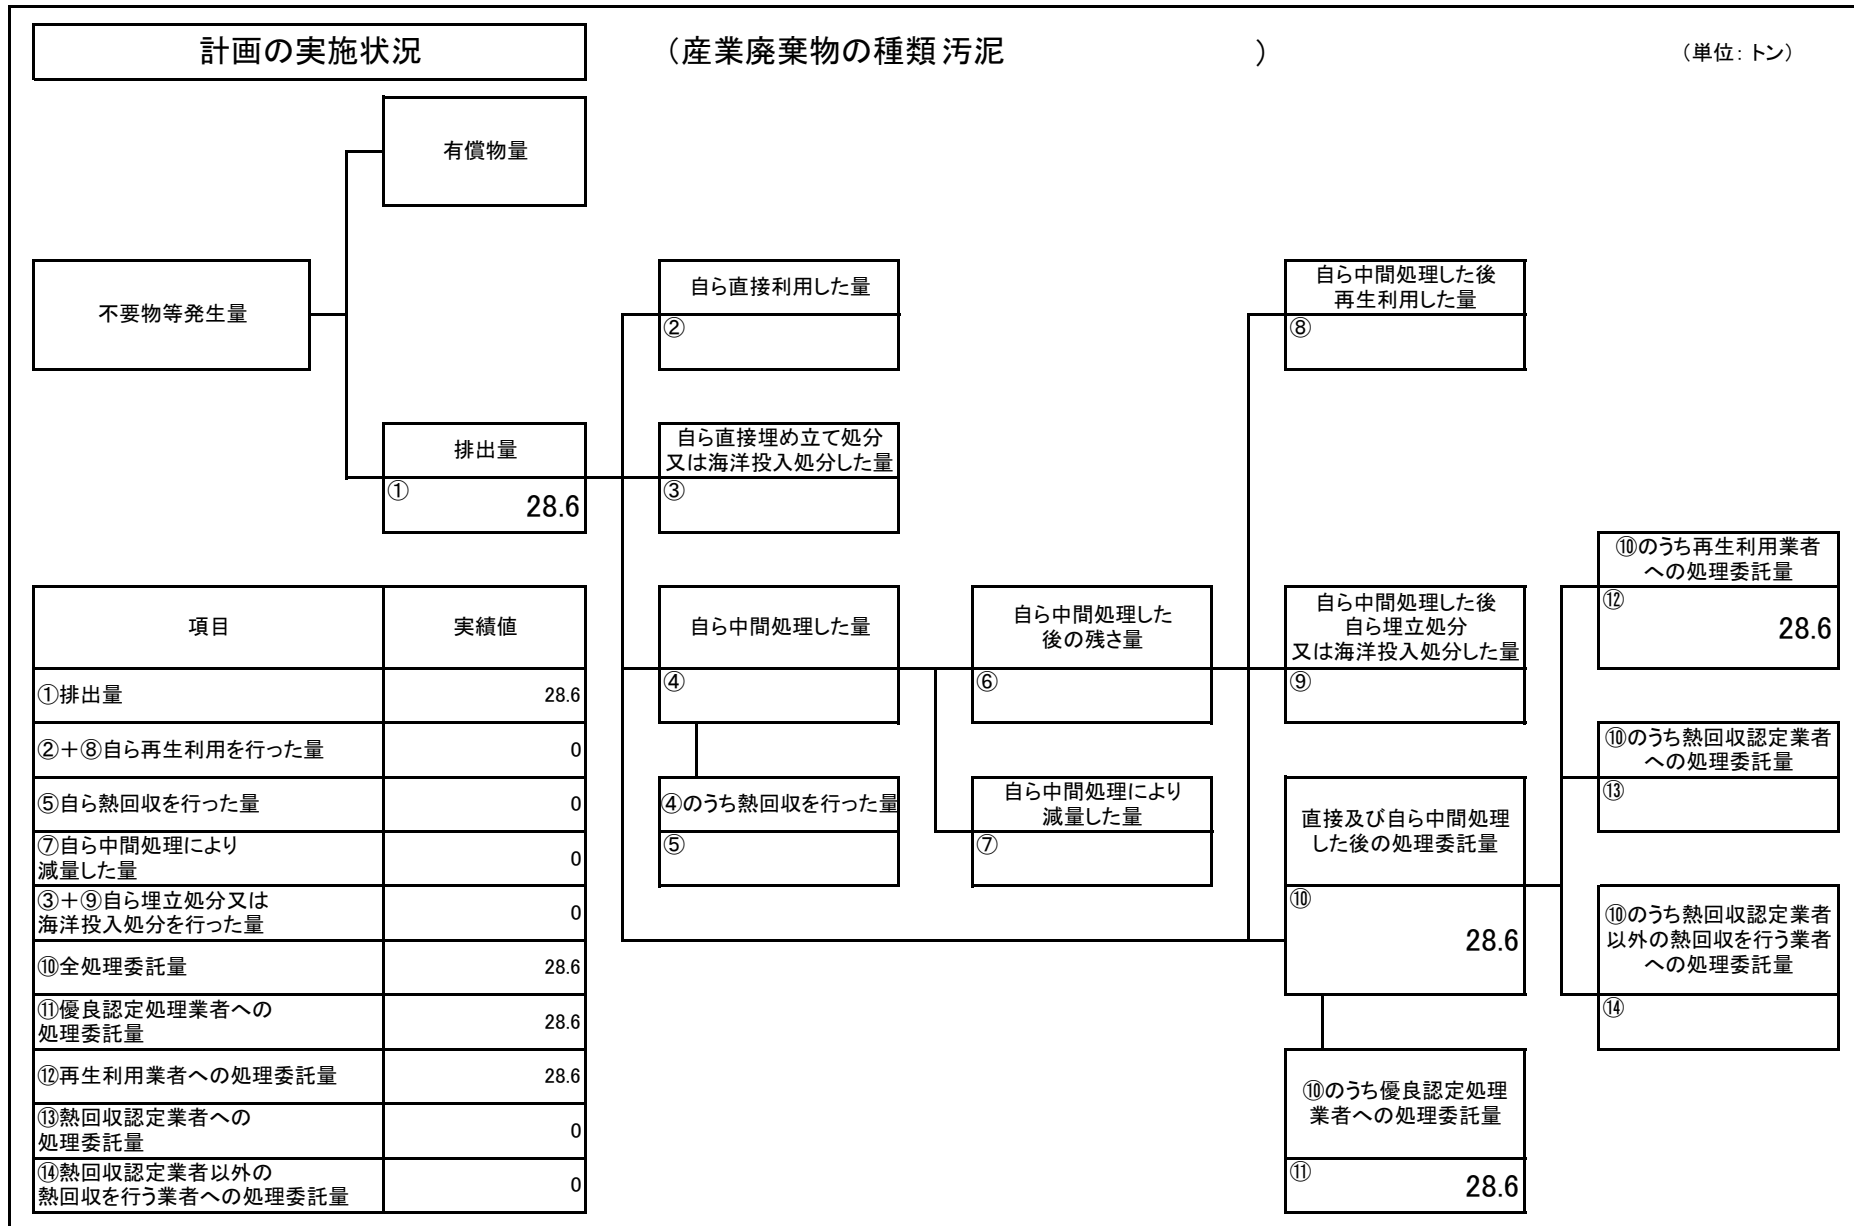 計画の実施状況
（産業廃棄物の種類 汚泥　　　　　　　　　　）
（単位：トン）
有償物量
不要物等発生量
自ら直接利用した量
②
自ら中間処理した後
再生利用した量
⑧
排出量
①
28.6
自ら直接埋め立て処分
又は海洋投入処分した量
③
⑩のうち再生利用業者
への処理委託量
⑫
28.6
自ら中間処理した量
④
自ら中間処理した
後の残さ量
⑥
自ら中間処理した後
自ら埋立処分
又は海洋投入処分した量
⑨
⑩のうち熱回収認定業者
への処理委託量
⑬
④のうち熱回収を行った量
⑤
自ら中間処理により
減量した量
⑦
直接及び自ら中間処理
した後の処理委託量
⑩
28.6
⑩のうち熱回収認定業者
以外の熱回収を行う業者
への処理委託量
⑭
⑩のうち優良認定処理
業者への処理委託量
⑪
28.6
項目 実績値
①排出量 28.6
②＋⑧自ら再生利用を行った量 0
⑤自ら熱回収を行った量 0
⑦自ら中間処理により
減量した量 0
③＋⑨自ら埋立処分又は
海洋投入処分を行った量 0
⑩全処理委託量 28.6
⑪優良認定処理業者への
処理委託量 28.6
⑫再生利用業者への処理委託量 28.6
⑬熱回収認定業者への
処理委託量 0
⑭熱回収認定業者以外の
熱回収を行う業者への処理委託量 0